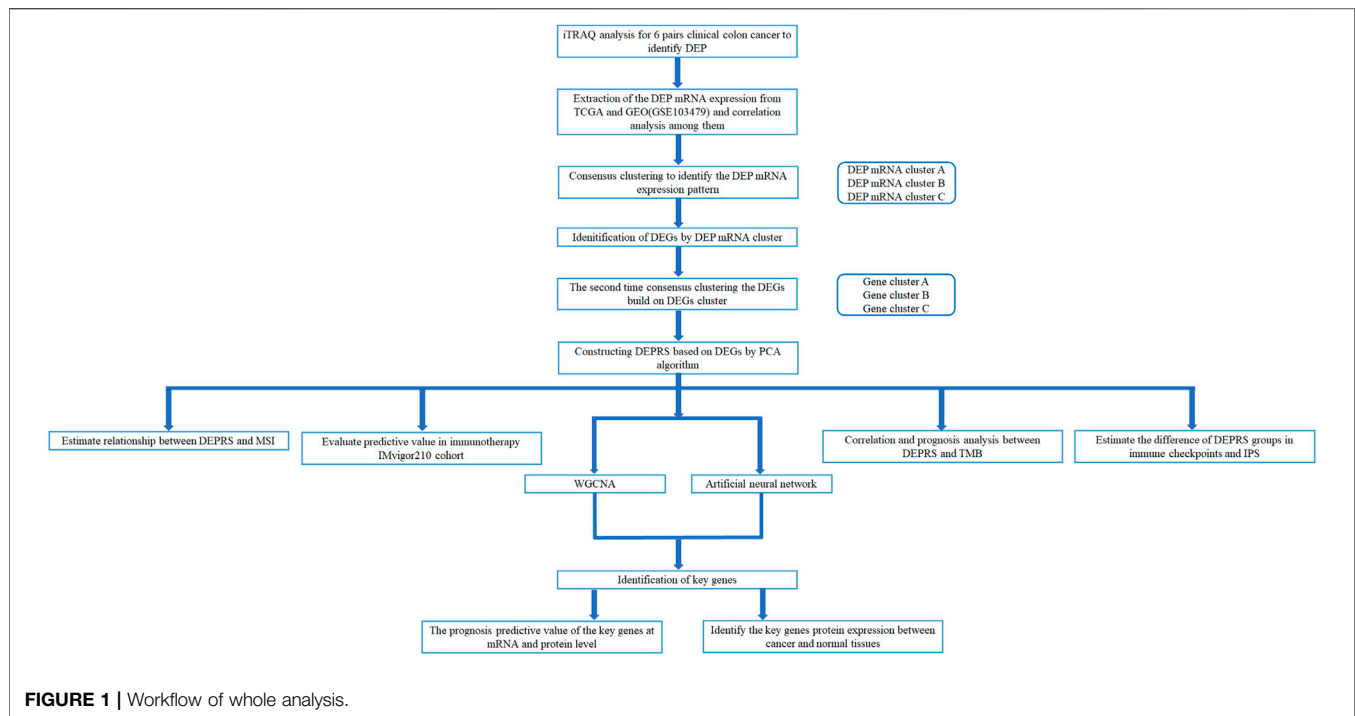 iTRAQ analysis for 6 pairs clinical colon cancer to
identify DEP
Extraction of the DEP mRNA expression from
TCGA and GEO(GSE103479) and correlation
analysis among them
Consensus clustering to identify the DEP mRNA
expression pattern
DEP mRNA cluster A
DEP mRNA cluster B
DEP mRNA cluster C
Idenitification of DEGs by DEP mRNA cluster
The second time consensus clustering the DEGs
build on DEGs cluster
Gene cluster A
Gene cluster B
Gene cluster C
Constructing DEPRS based on DEGs by PCA
algorithm
Estimate relationship between DEPRS and MSI
Evaluate predictive value in immunotherapy
IMvigor210 cohort
Correlation and prognosis analysis between
DEPRS and TMB
Estimate the difference of DEPRS groups in
immune checkpoints and IPS
WGCNA
Artificial neural network
Identification of key genes
The prognosis predictive value of the key genes at
mRNA and protein level
Identify the key genes protein expression between
cancer and normal tissues
FIGURE 1 | Workflow of whole analysis.